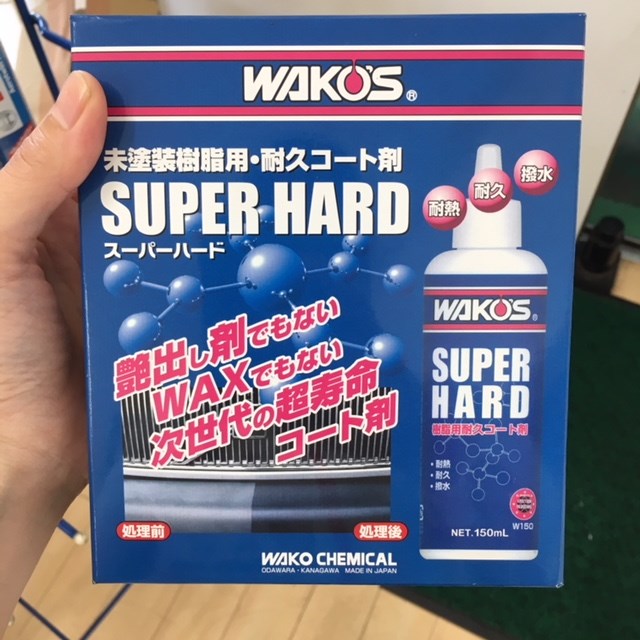 WAKO'S®
未塗装樹脂用・耐久コート剤
SUPER HARD
スーパーハード
艶出し剤でもない
WAXでもない
次世代の超寿命
コート剤
処理前
処理後
WAKO CHEMICAL
ODAWARA・KANAGAWA MADE IN JAPAN
耐熱
耐久
撥水
WAKO'S®
SUPER
HARD
樹脂用耐久コート剤
・耐熱
・耐久
・撥水
W150
NET.150mL